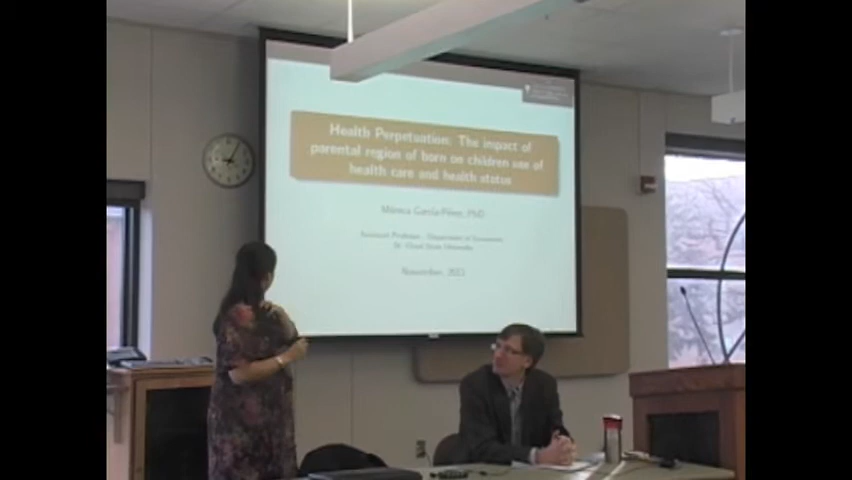 Health Perpetuation: The impact of
parental region of born on children use of
health care and health status
Mónica García-Pérez, PhD
Assistant Professor - Department of Economics
St. Cloud State University
November, 2011